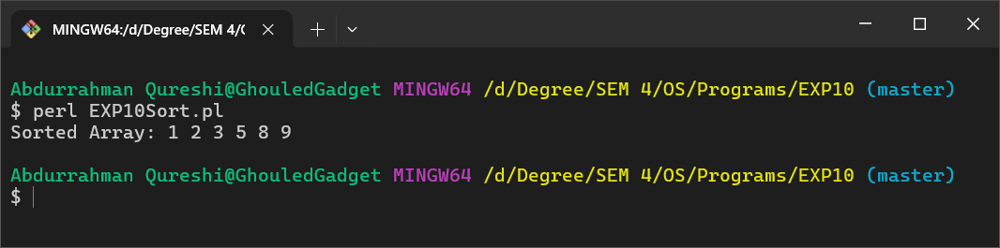 MINGW64:/d/Degree/SEM 4/
Abdurrahman Qureshi@GhouledGadget MINGW64 /d/Degree/SEM 4/OS/Programs/EXP10 (master)
$ perl EXP10Sort.pl
Sorted Array: 1 2 3 5 8 9
Abdurrahman Qureshi@GhouledGadget MINGW64 /d/Degree/SEM 4/OS/Programs/EXP10 (master)
$